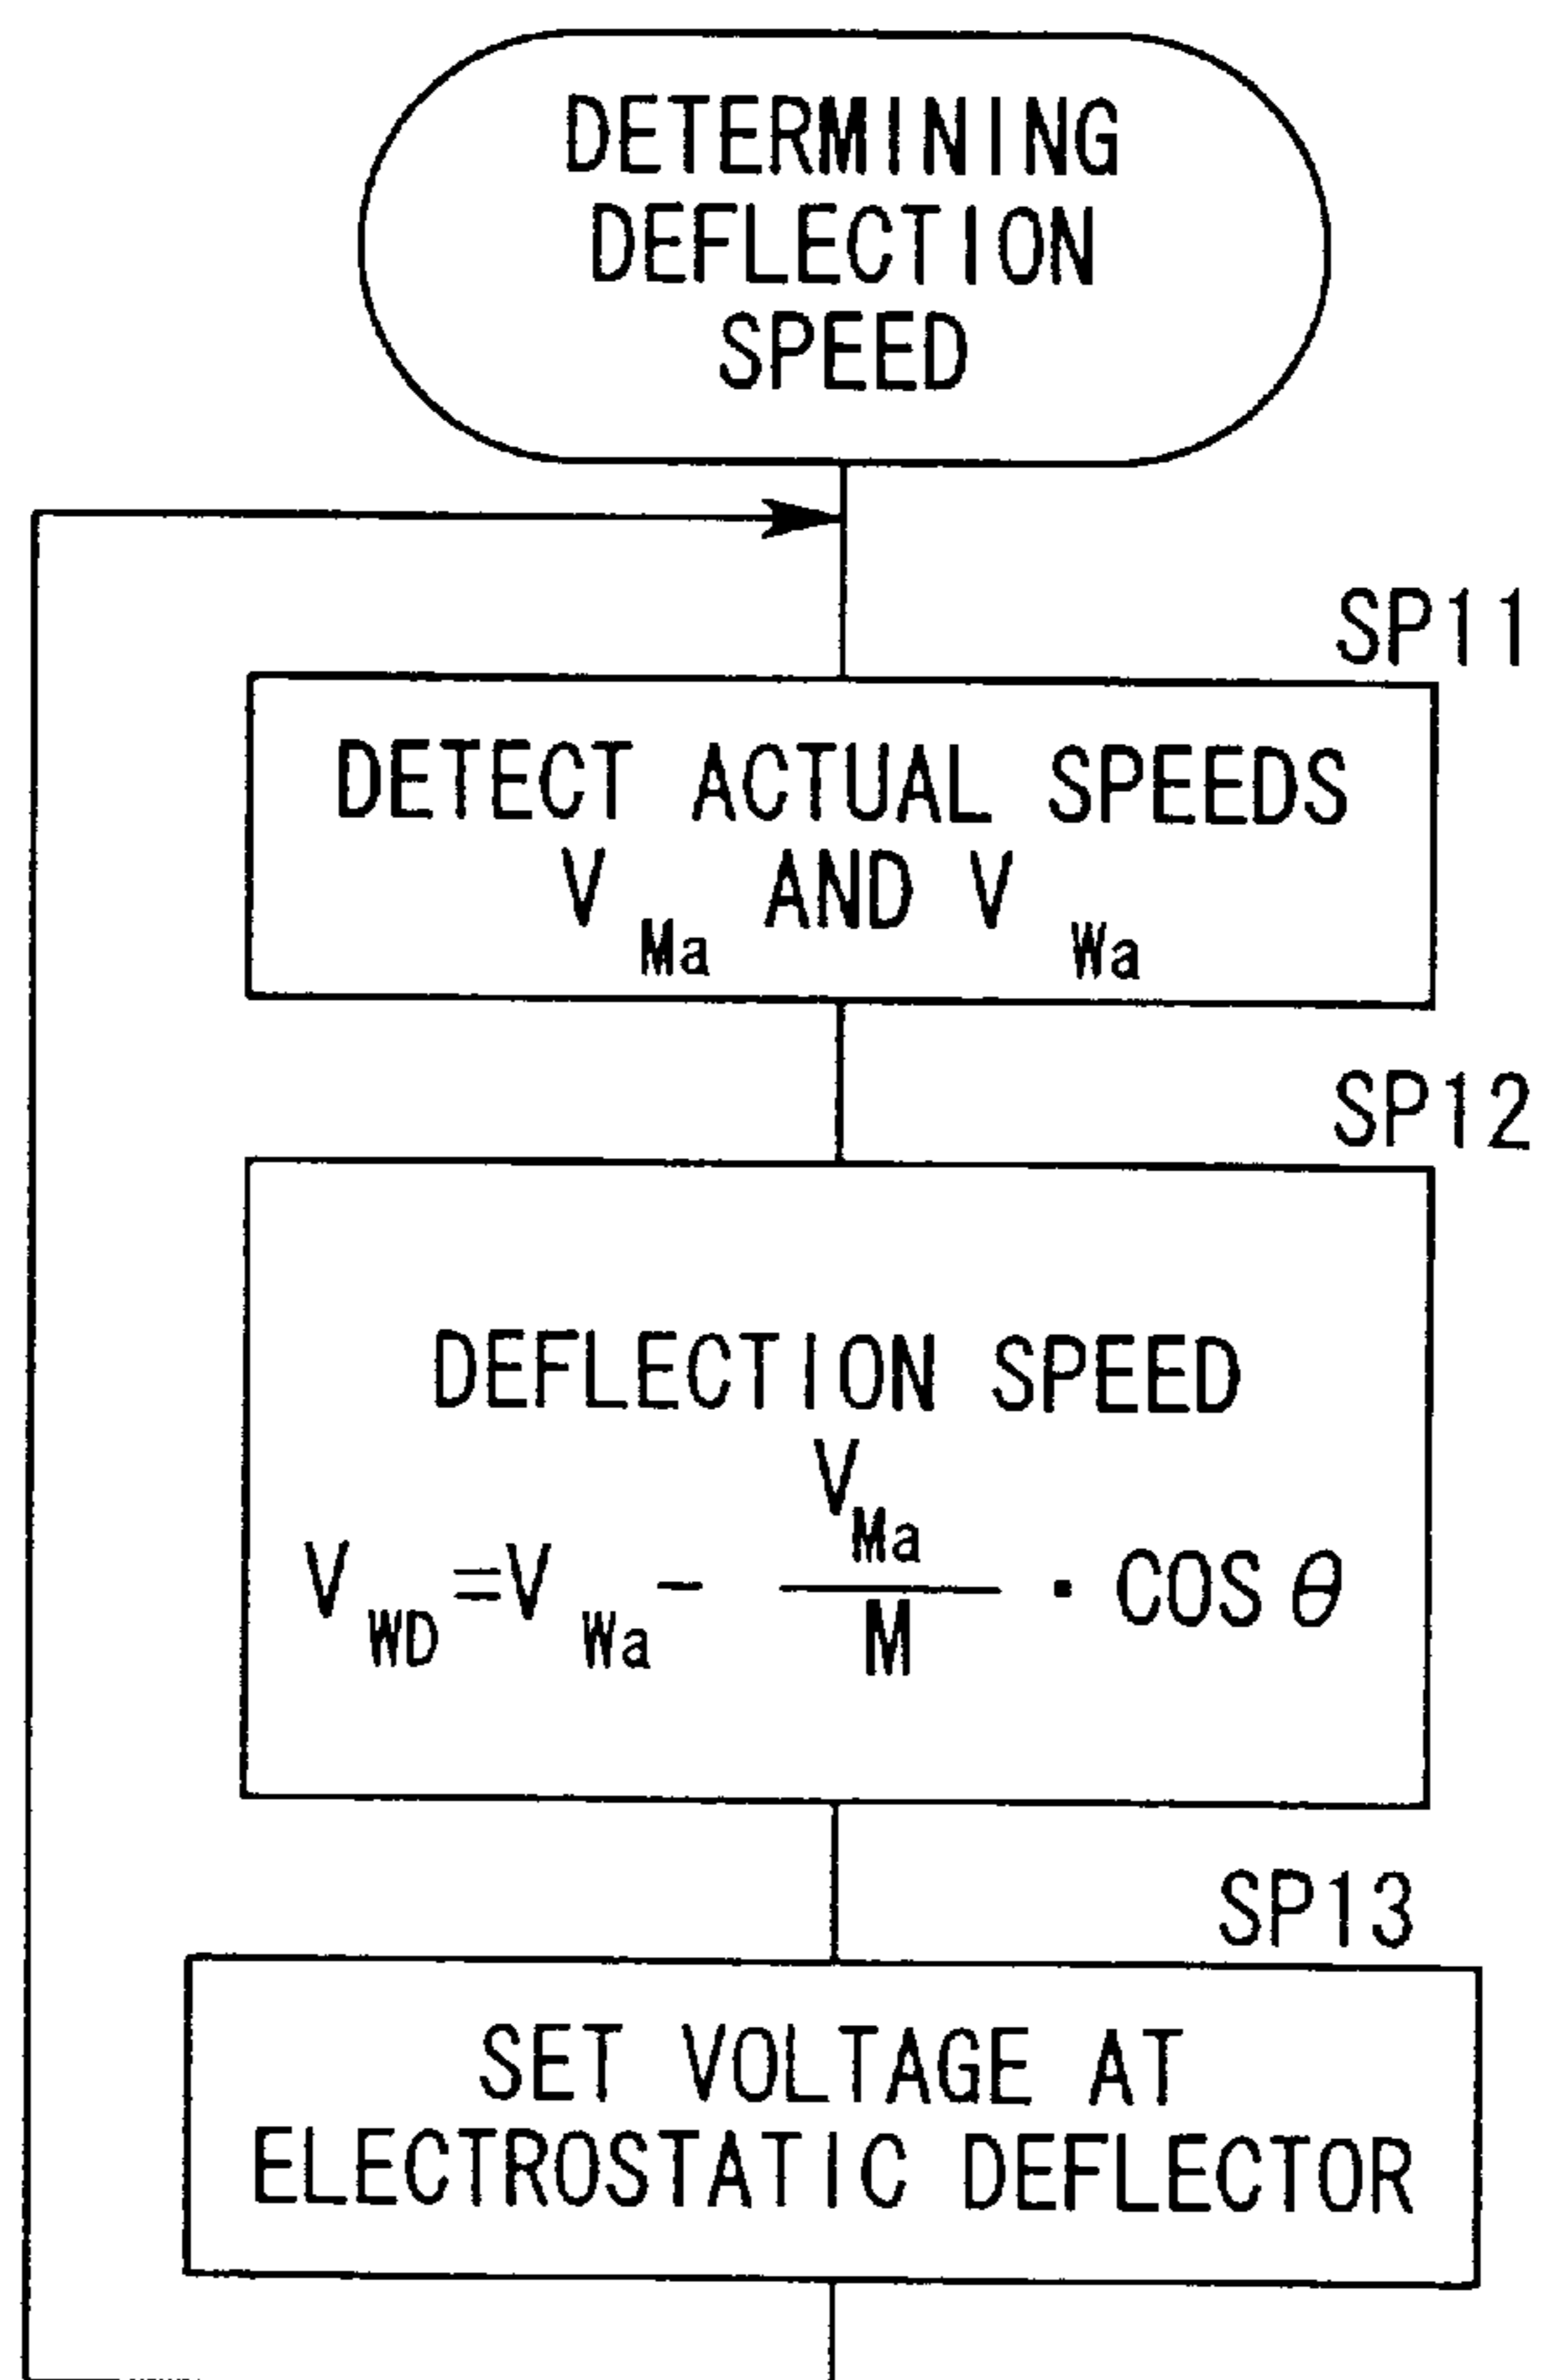 DETERMINING
DEFLECTION
SPEED
SP11
DETECT ACTUAL SPEEDS
V Ma AND V Wa
SP12
DEFLECTION SPEED
V WD = V Wa - V Ma / M · COS θ
SP13
SET VOLTAGE AT
ELECTROSTATIC DEFLECTOR